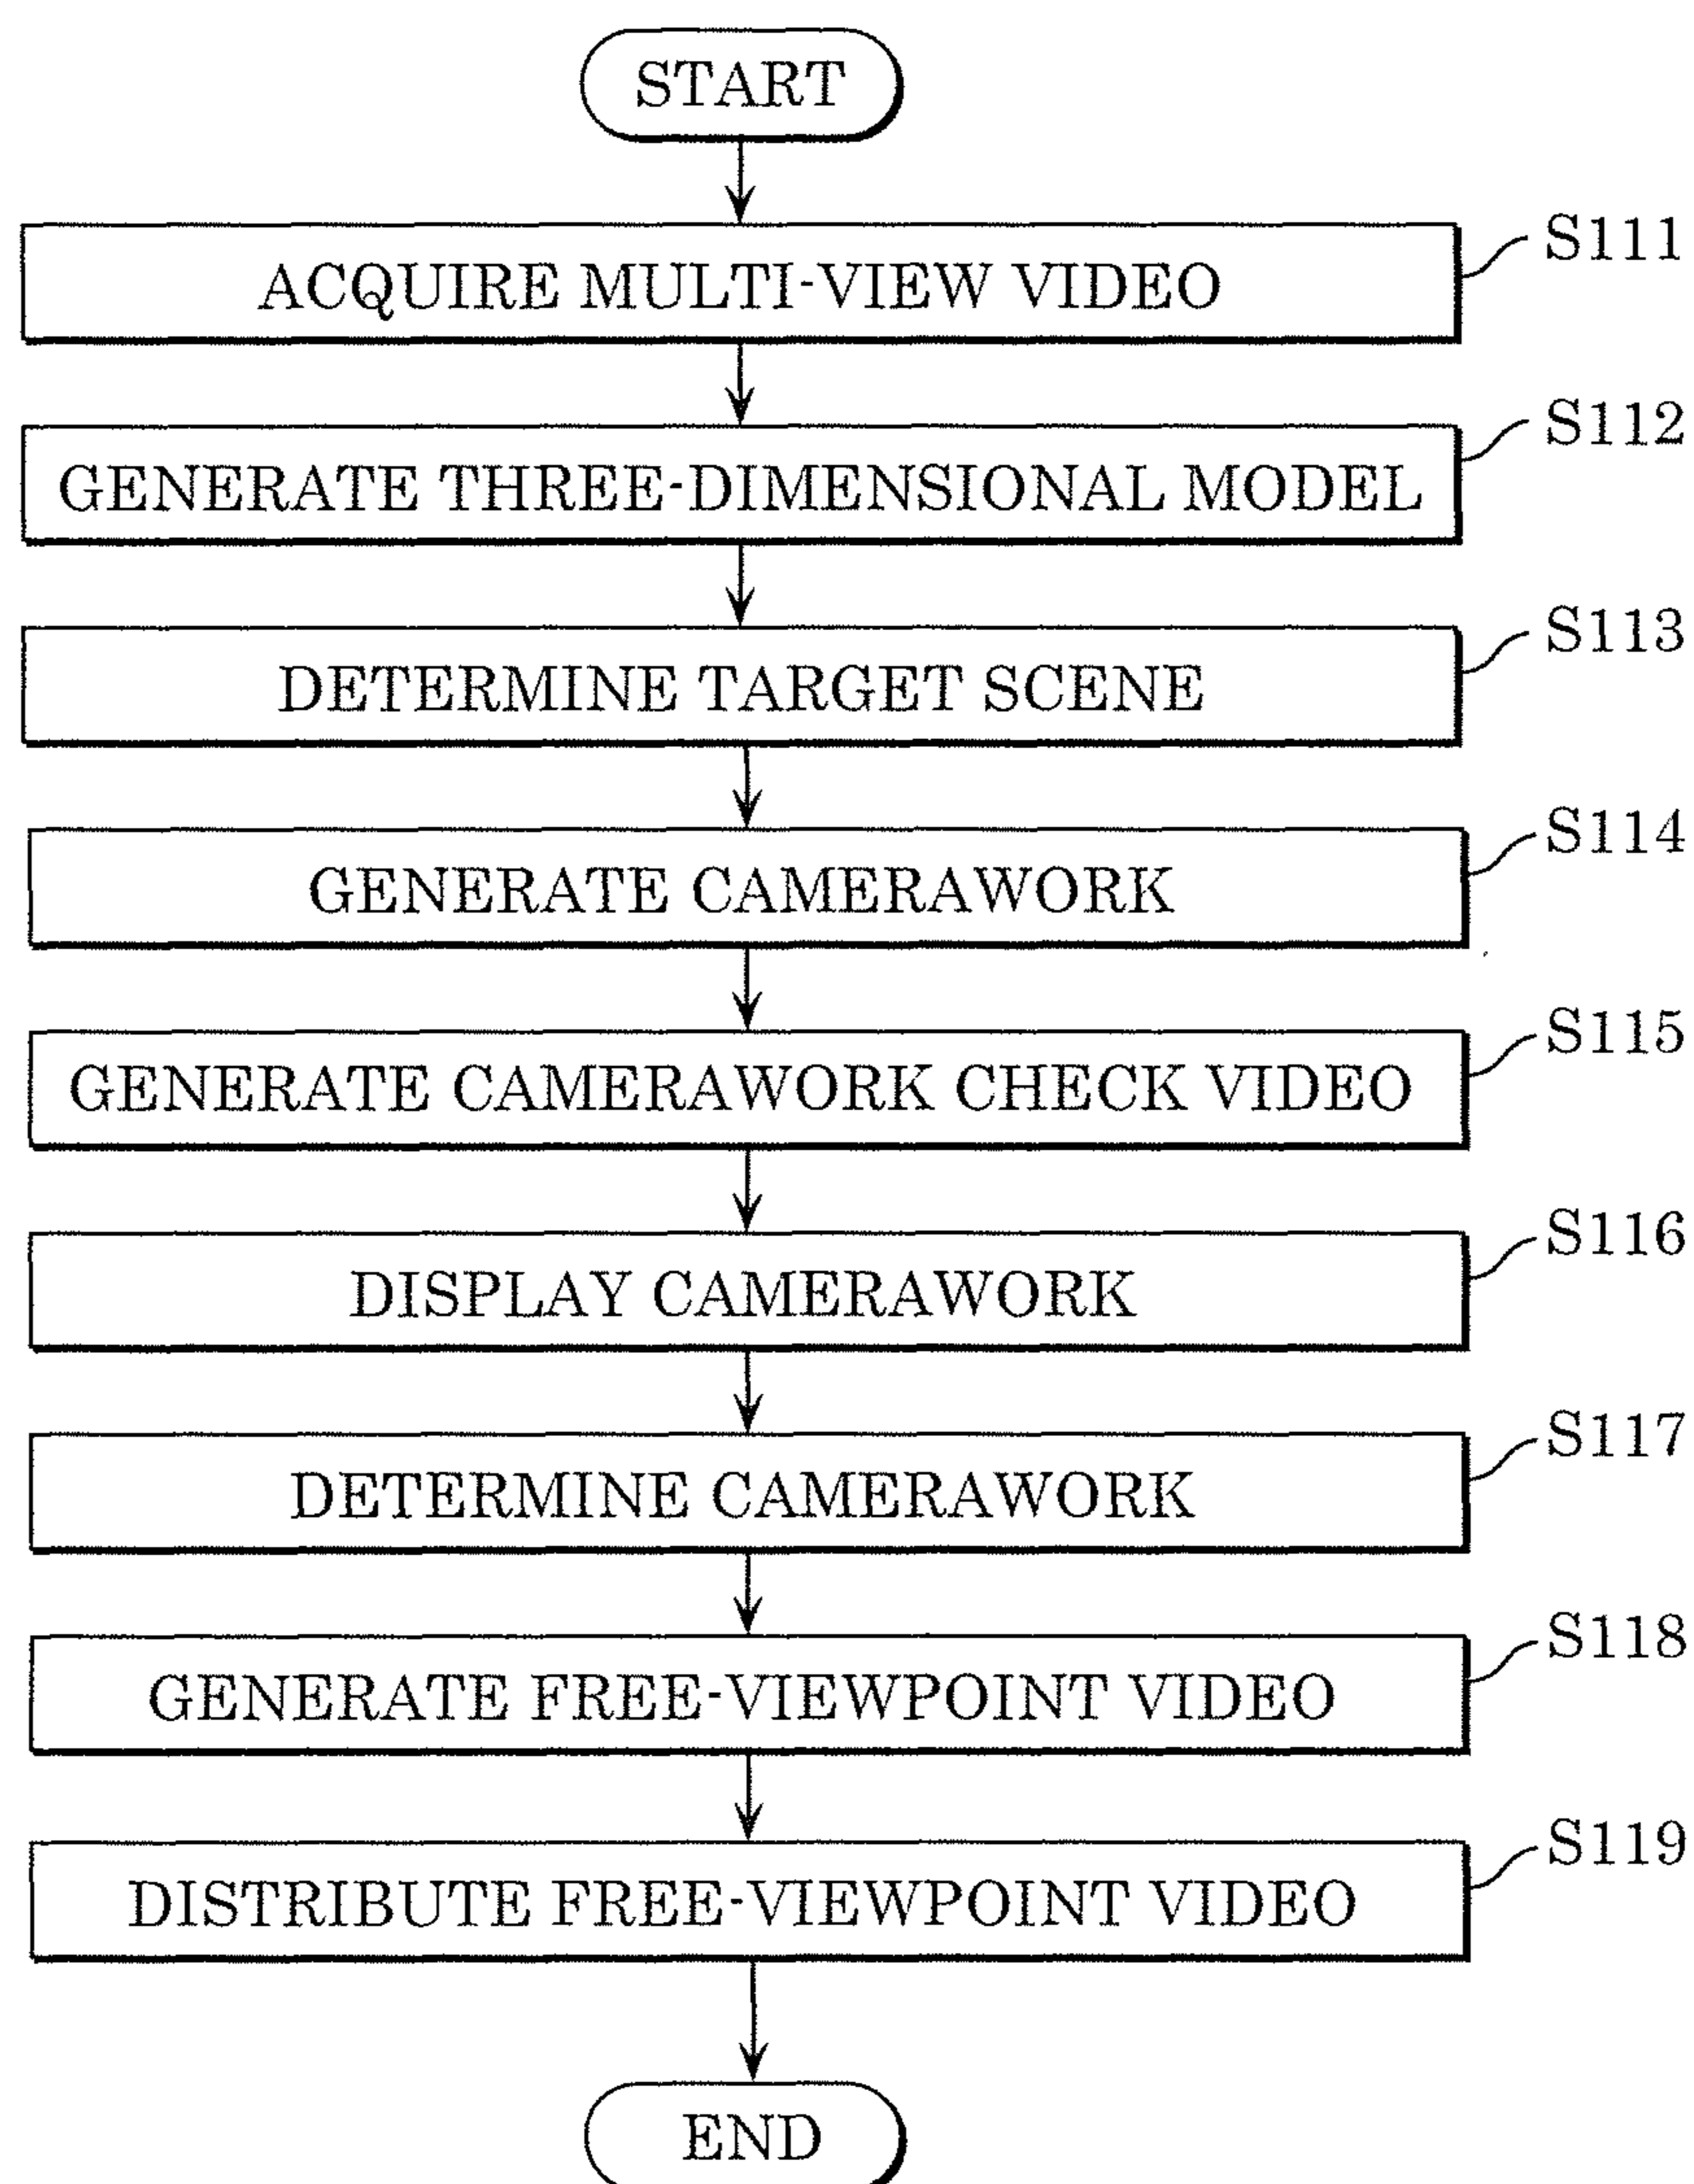 START
ACQUIRE MULTI-VIEW VIDEO
S111
GENERATE THREE-DIMENSIONAL MODEL
S112
DETERMINE TARGET SCENE
S113
GENERATE CAMERAWORK
S114
GENERATE CAMERAWORK CHECK VIDEO
S115
DISPLAY CAMERAWORK
S116
DETERMINE CAMERAWORK
S117
GENERATE FREE-VIEWPOINT VIDEO
S118
DISTRIBUTE FREE-VIEWPOINT VIDEO
S119
END